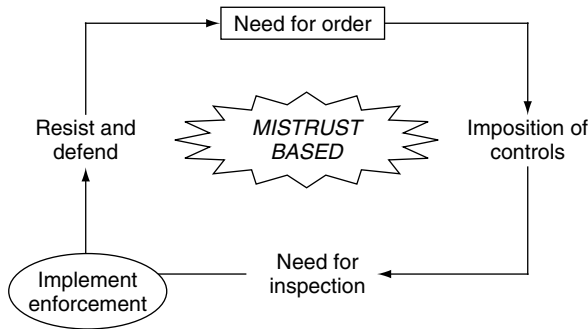 Need for order
Resist and
defend
MISTRUST
BASED
Imposition of
controls
Need for
inspection
Implement
enforcement